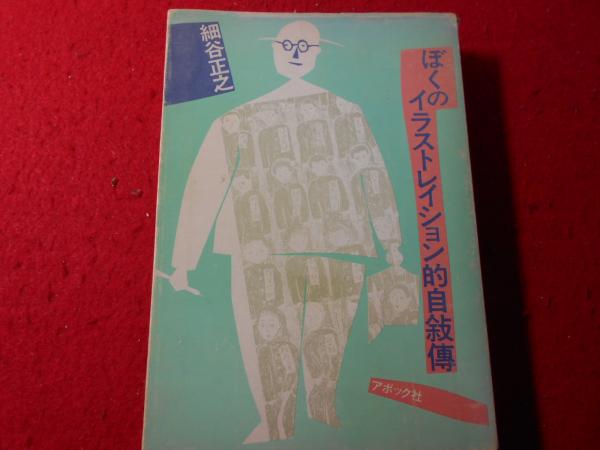 ぼくの
イラストレイション的自敍傳
細谷正之
アポック社